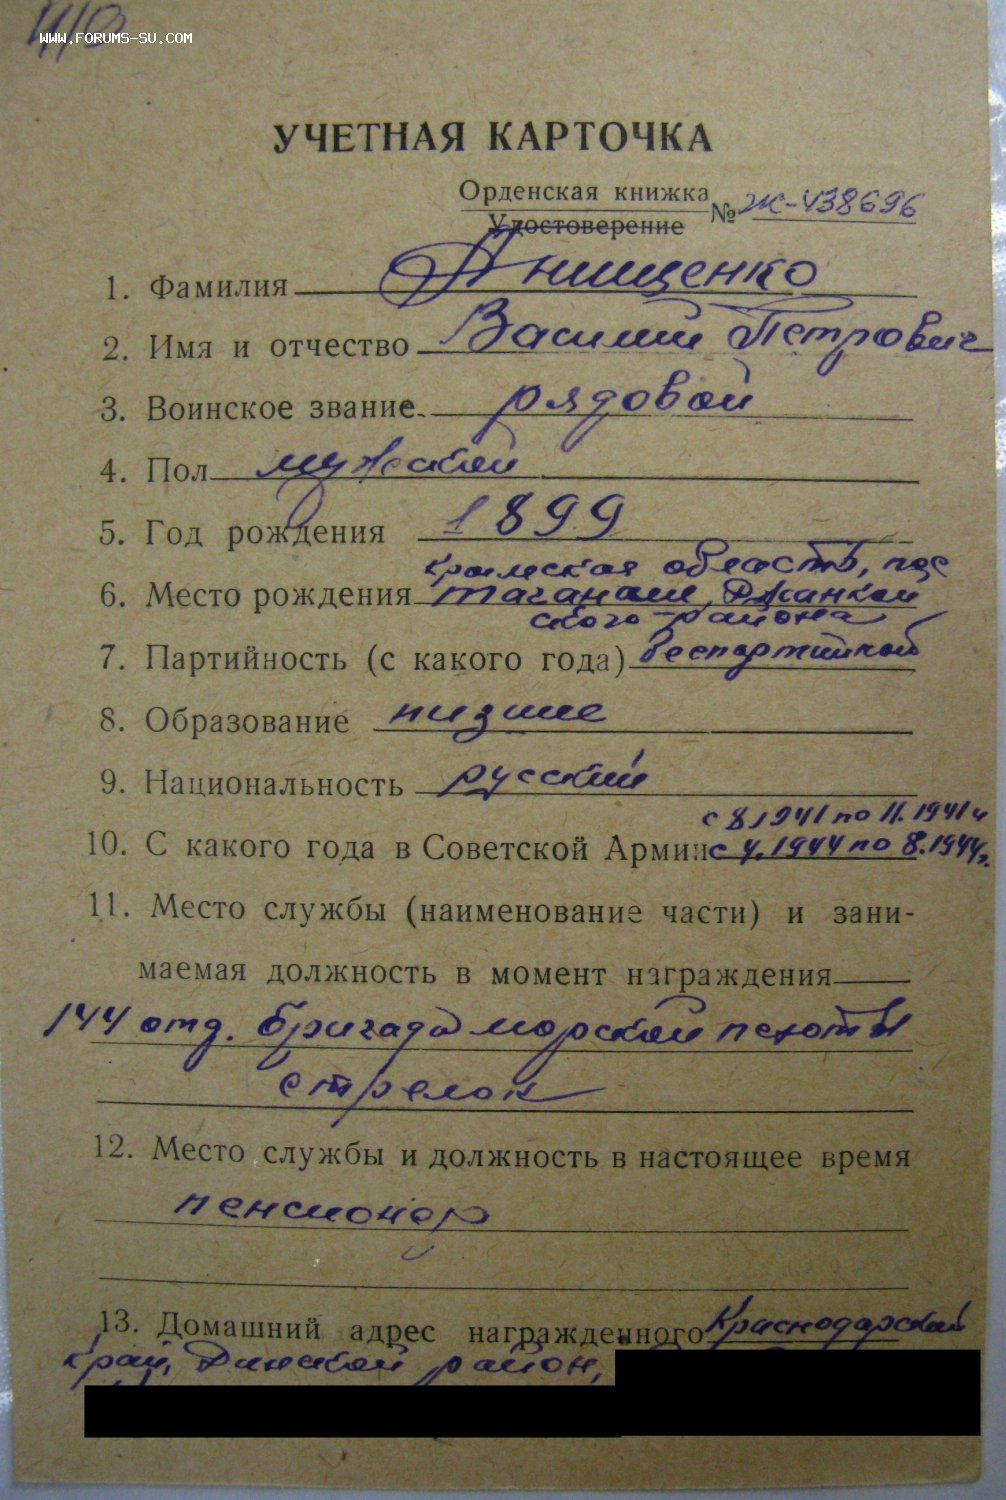 www.forums-su.com
УЧЕТНАЯ КАРТОЧКА
Орденская книжка
Удостоверение
№ Ж-438696
1. Фамилия Анищенко
2. Имя и отчество Василий Петрович
3. Воинское звание рядовой
4. Пол мужской
5. Год рождения 1899
Крымская область, пос
6. Место рождения Таганаш, Джанкой
ского района
7. Партийность (с какого года) беспартийный
8. Образование низшие
9. Национальность русский
с 8.1941 по 11.1941 и
10. С какого года в Советской Армии с 4.1944 по 8.1944г.
11. Место службы (наименование части) и зани-
маемая должность в момент награждения
144 отд. бригада морской пехоты
стрелок
12. Место службы и должность в настоящее время
пенсионер
13. Домашний адрес награжденного Краснодарский
край, Динской район,